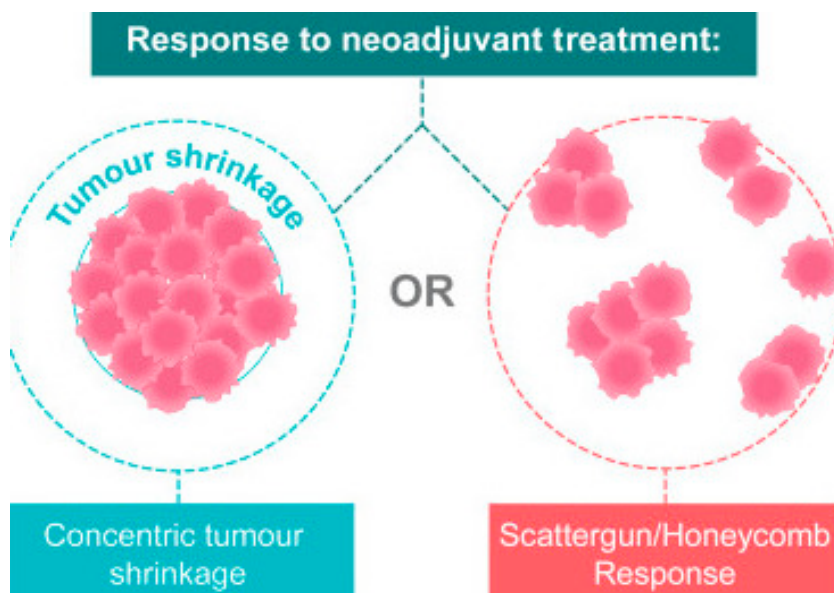 Response to neoadjuvant treatment:
Tumour shrinkage
OR
Concentric tumour
shrinkage
Scattergun/Honeycomb
Response